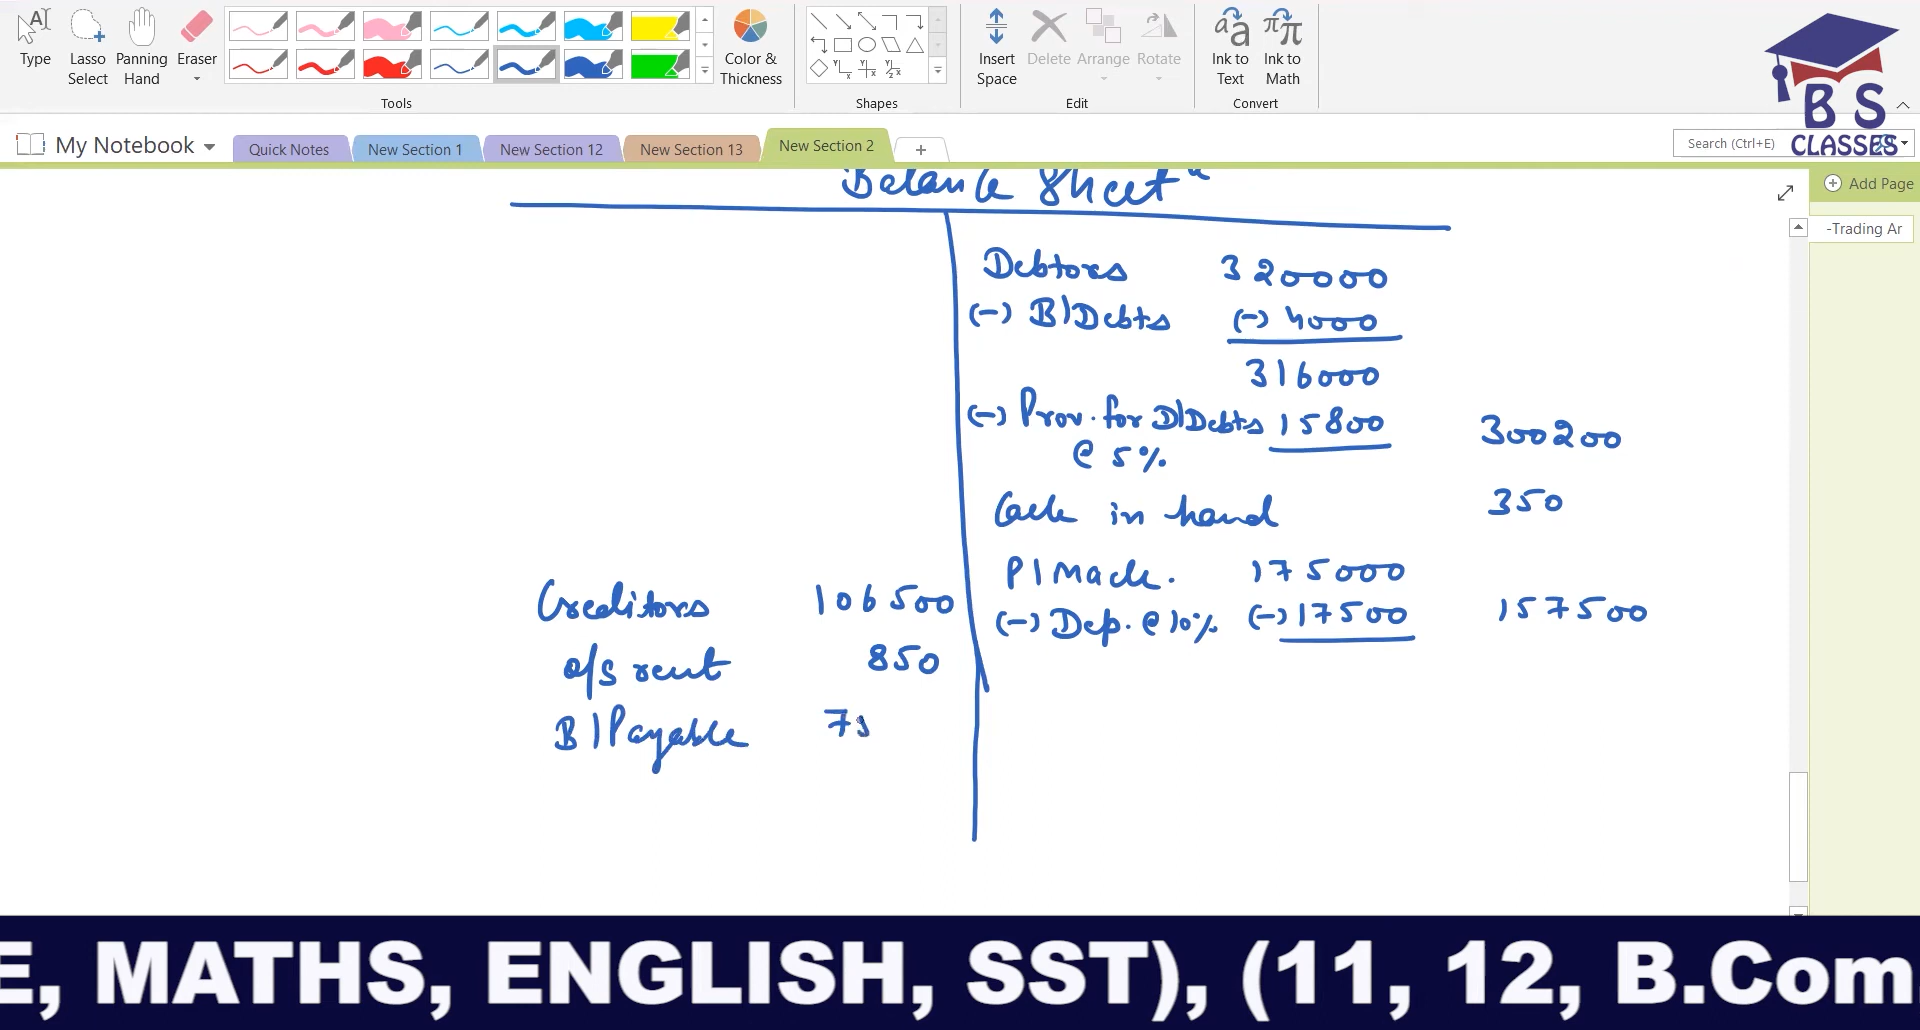 Type
Lasso Select
Panning Hand
Eraser
Color & Thickness
Insert Space
Delete
Arrange
Rotate
Ink to Text
Ink to Math
Tools
Shapes
Edit
Convert
B S
CLASSES
My Notebook
Quick Notes
New Section 1
New Section 12
New Section 13
New Section 2
Search (Ctrl+E)
Add Page
-Trading Ar
Balance Sheet
Debtors 320000
(-) B/Debts (-) 4000
316000
(-) Prov. for D/Debts 15800 300200
@ 5%
Cash in hand 350
P/Mach. 175000
(-) Dep. @ 10% (-) 17500 157500
Creditors 106500
o/s rent 850
B/Payable 75
E, MATHS, ENGLISH, SST), (11, 12, B.Com